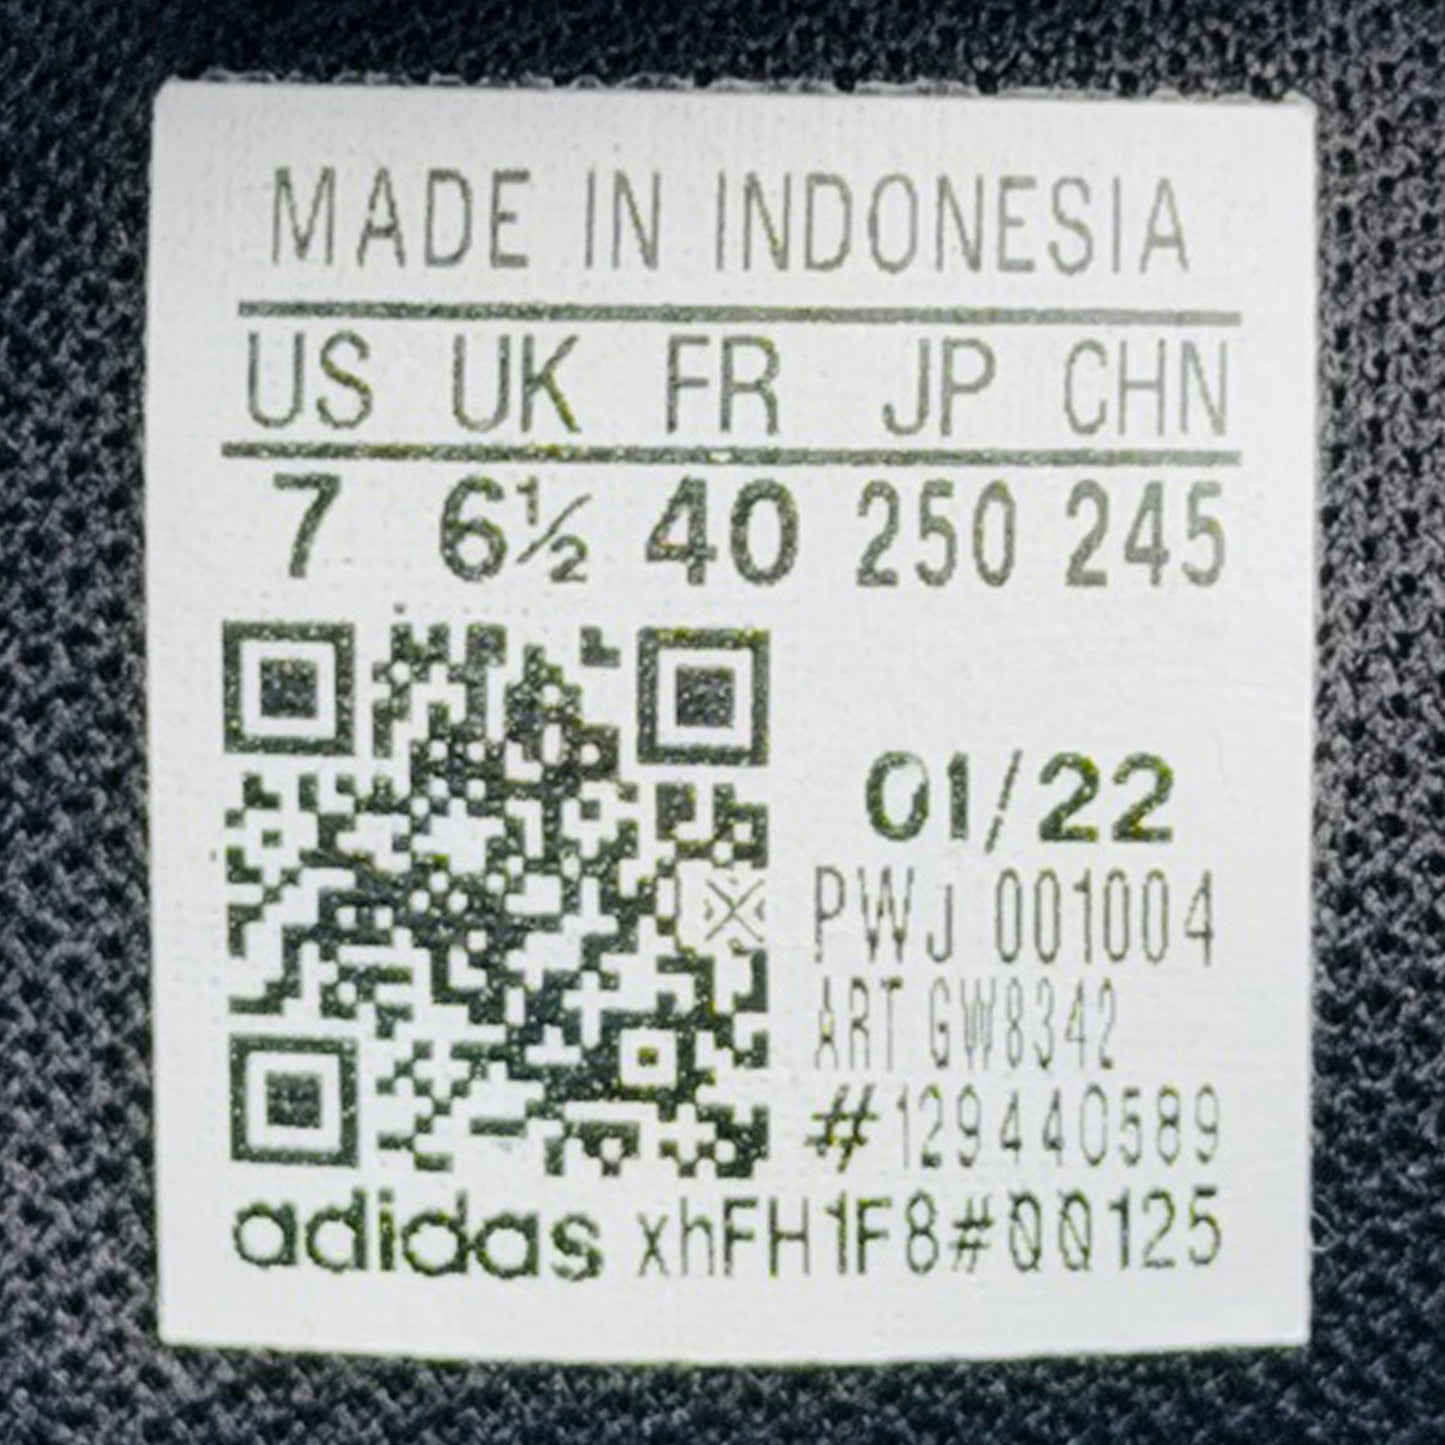 MADE IN INDONESIA
US UK FR JP CHN
7 6½ 40 250 245
01/22
PWJ 001004
ART GW8342
#129440589
adidas xhFH1F8#00125